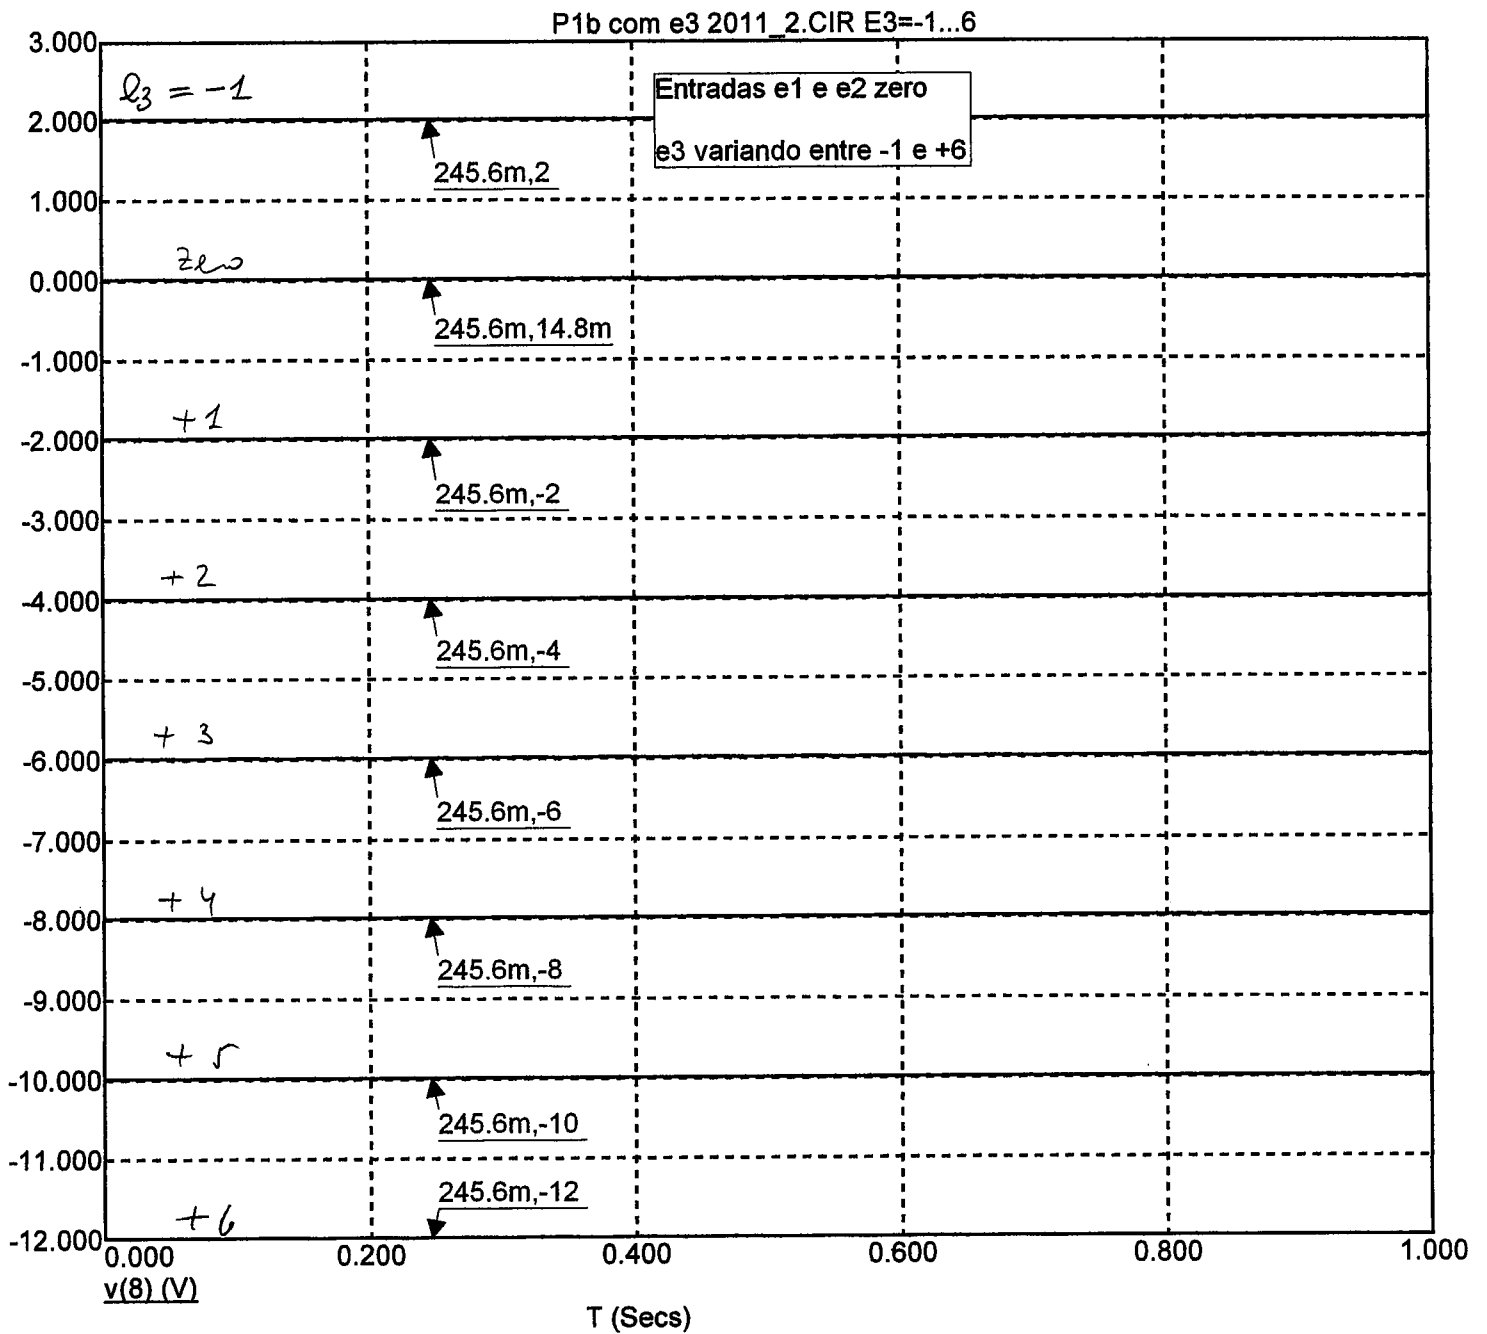 P1b com e3 2011_2.CIR E3=-1...6
3.000
e3 = -1
Entradas e1 e e2 zero
2.000
e3 variando entre -1 e +6
245.6m,2
1.000
zero
0.000
245.6m,14.8m
-1.000
+1
-2.000
245.6m,-2
-3.000
+2
-4.000
245.6m,-4
-5.000
+ 3
-6.000
245.6m,-6
-7.000
+ 4
-8.000
245.6m,-8
-9.000
+ 5
-10.000
245.6m,-10
-11.000
245.6m,-12
+6
-12.000
0.000 0.200 0.400 0.600 0.800 1.000
v(8) (V)
T (Secs)